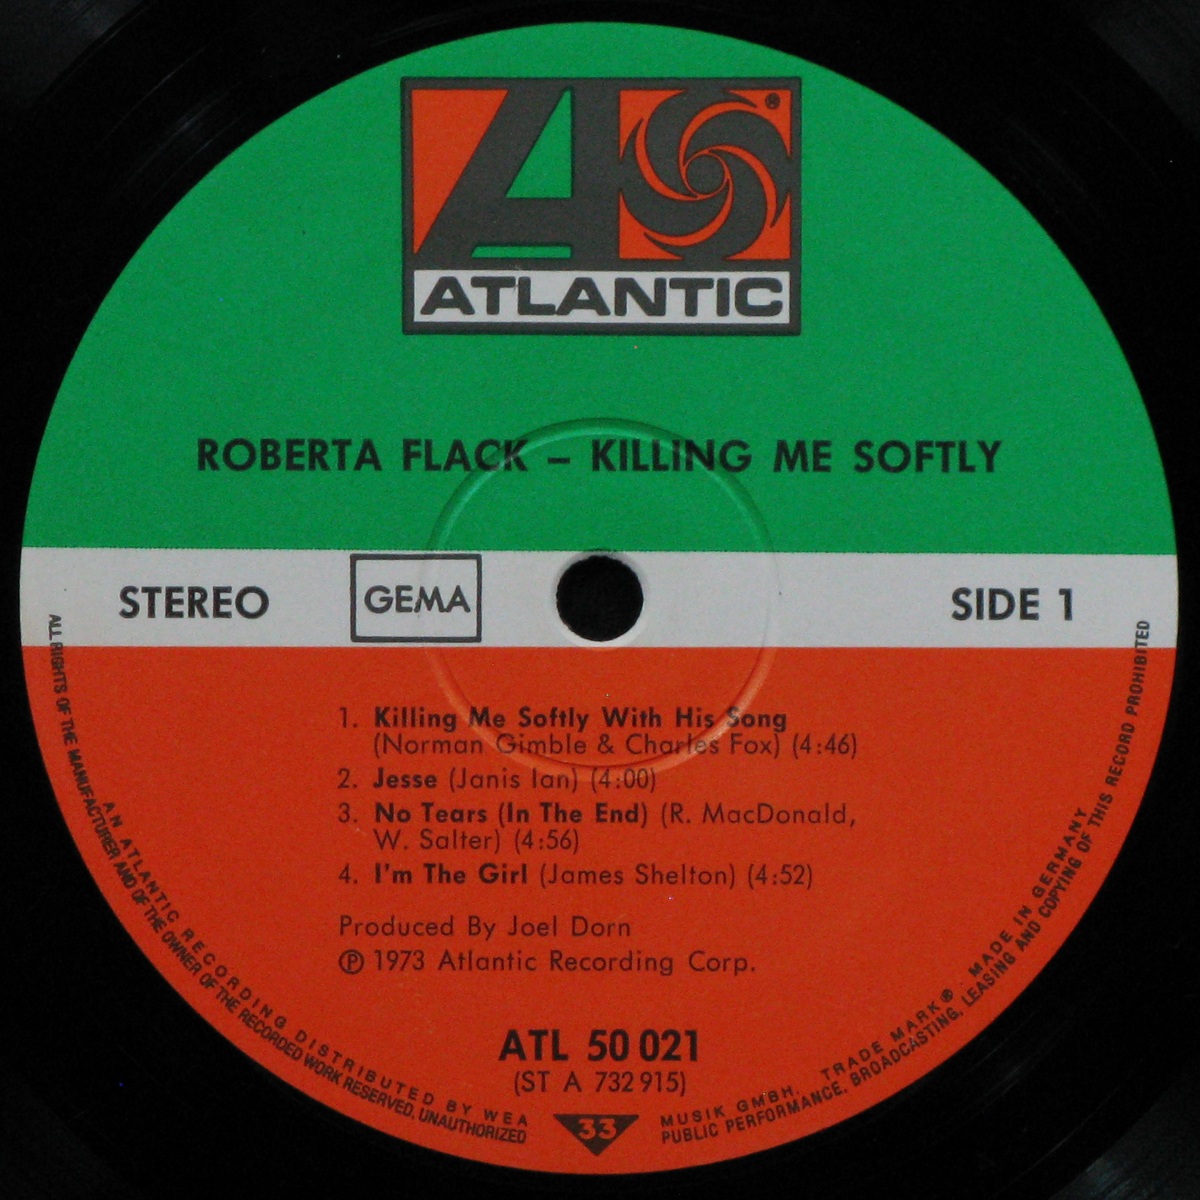 ATLANTIC
ROBERTA FLACK – KILLING ME SOFTLY
STEREO
GEMA
SIDE 1
1. Killing Me Softly With His Song
(Norman Gimble & Charles Fox) (4:46)
2. Jesse (Janis Ian) (4:00)
3. No Tears (In The End) (R. MacDonald,
W. Salter) (4:56)
4. I'm The Girl (James Shelton) (4:52)
Produced By Joel Dorn
℗ 1973 Atlantic Recording Corp.
ATL 50 021
(ST A 732 915)
33
AN ATLANTIC RECORDING DISTRIBUTED BY WEA MUSIK GMBH. TRADE MARK® MADE IN GERMANY
ALL RIGHTS OF THE MANUFACTURER AND OF THE OWNER OF THE RECORDED WORK RESERVED. UNAUTHORIZED PUBLIC PERFORMANCE, BROADCASTING, LEASING AND COPYING OF THIS RECORD PROHIBITED